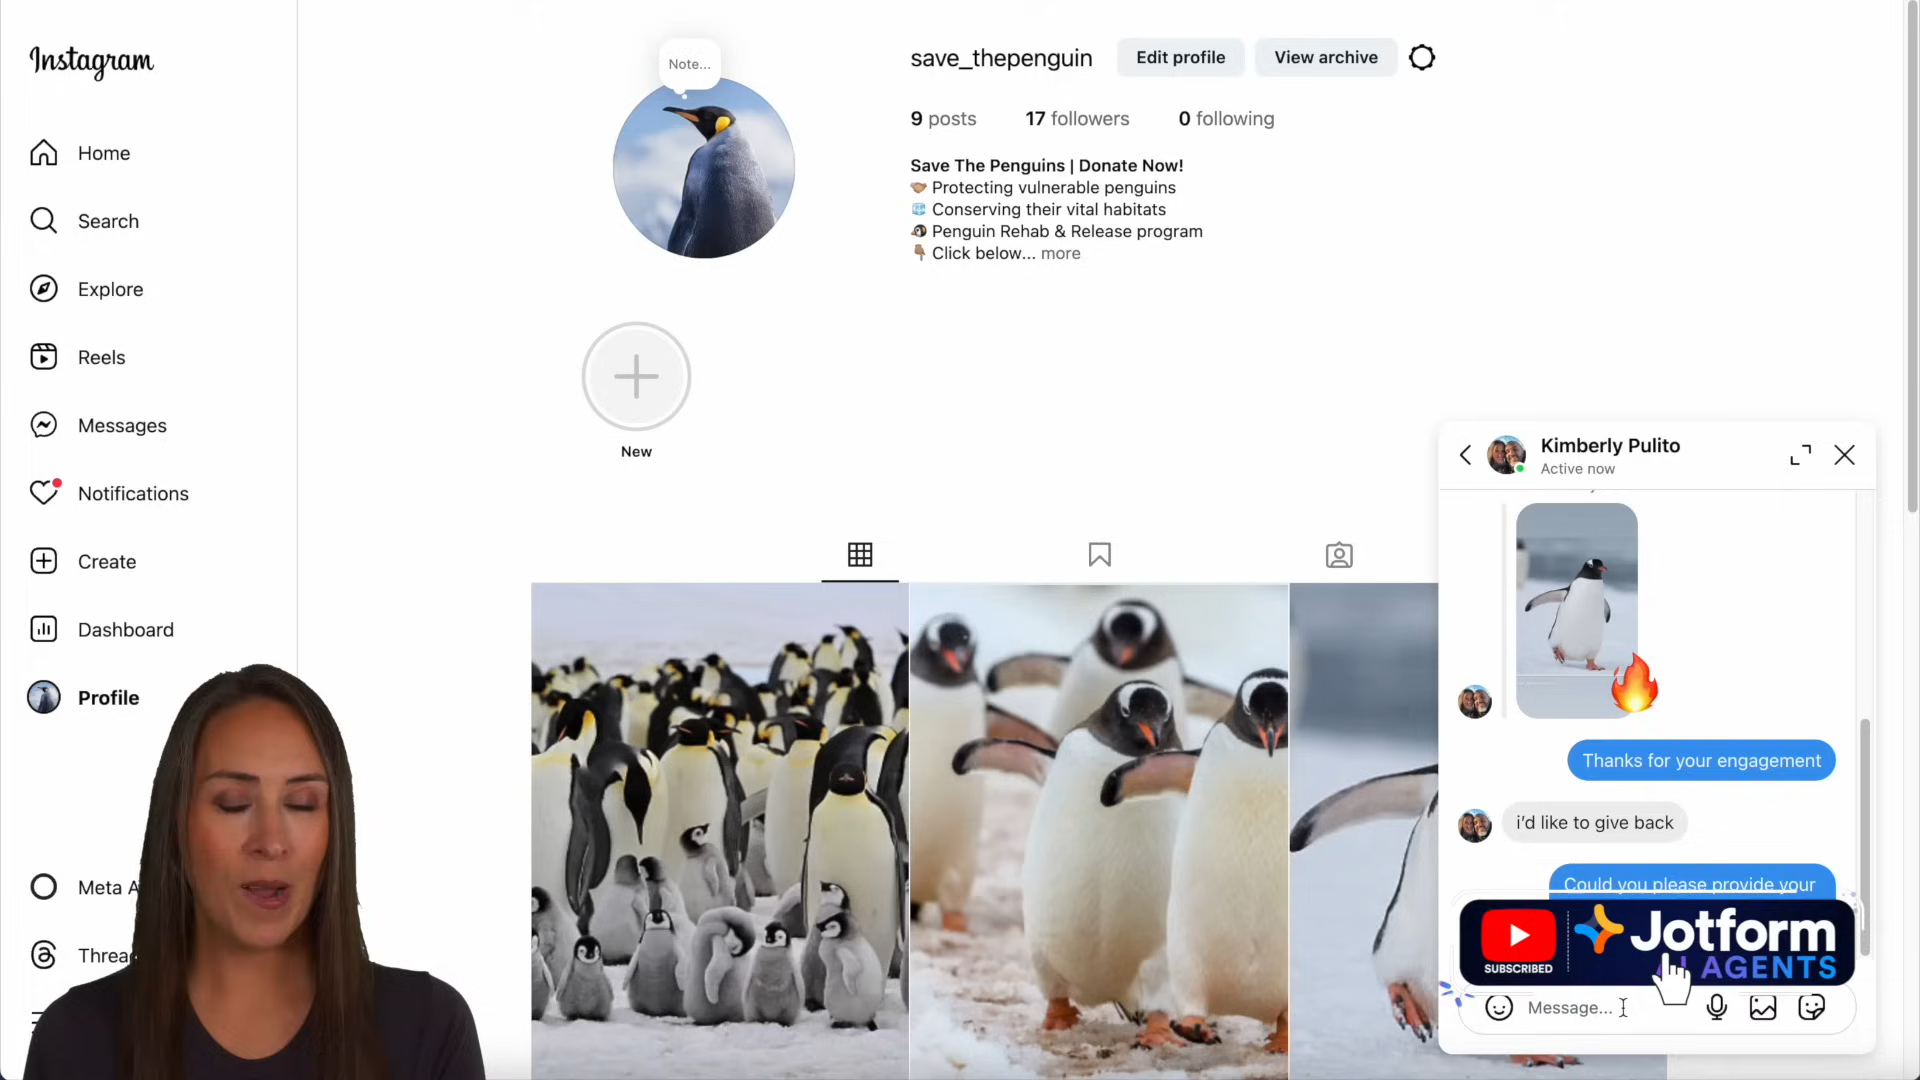 Instagram
Home
Search
Explore
Reels
Messages
Notifications
Create
Dashboard
Profile
Meta A
Threa
Note...
save_thepenguin
Edit profile
View archive
9 posts
17 followers
0 following
Save The Penguins | Donate Now!
Protecting vulnerable penguins
Conserving their vital habitats
Penguin Rehab & Release program
Click below... more
New
Kimberly Pulito
Active now
Thanks for your engagement
i'd like to give back
Could you please provide your
SUBSCRIBED
Jotform
AI AGENTS
Message...